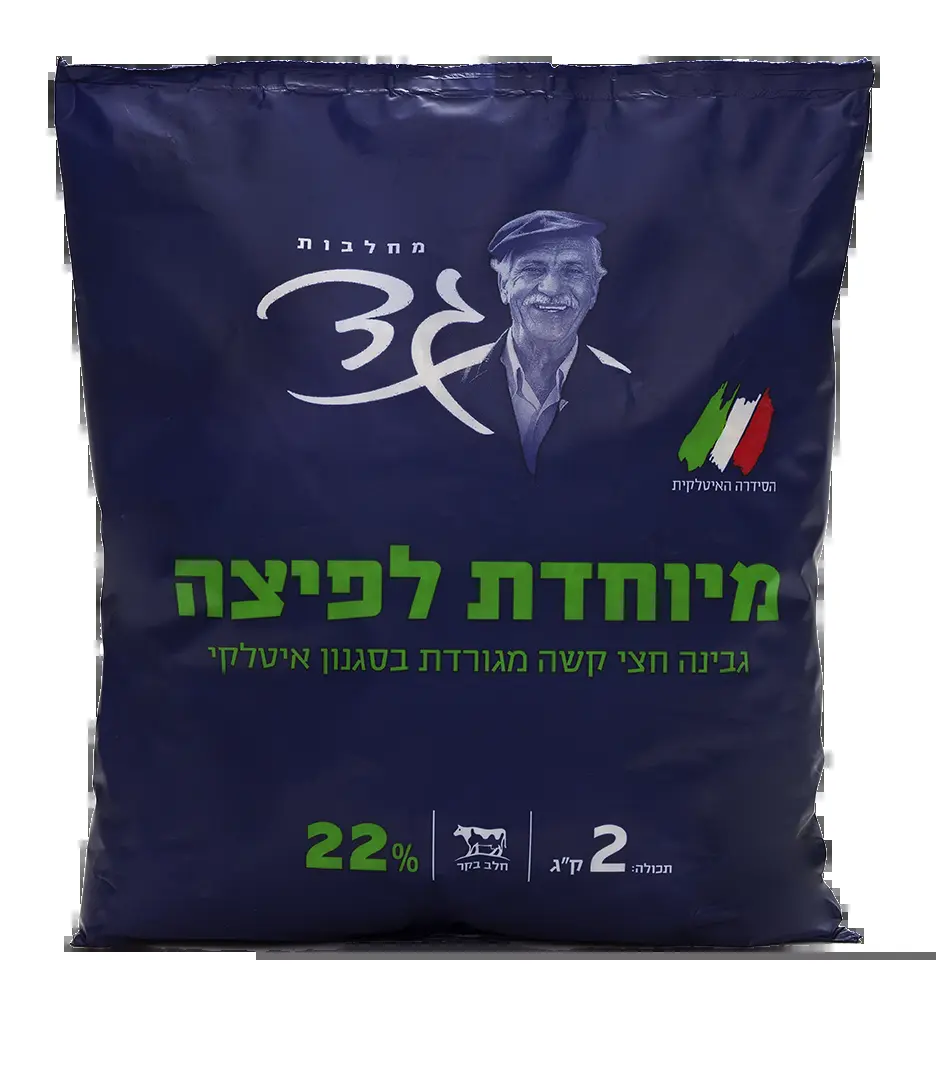 מחלבות
גד
הסידרה האיטלקית
מיוחדת לפיצה
גבינה חצי קשה מגורדת בסגנון איטלקי
תכולה: 2 ק"ג
חלב בקר
22%